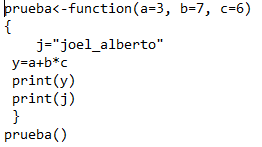 prueba<-function(a=3, b=7, c=6)
{
    j="joel_alberto"
 y=a+b*c
 print(y)
 print(j)
 }
prueba()